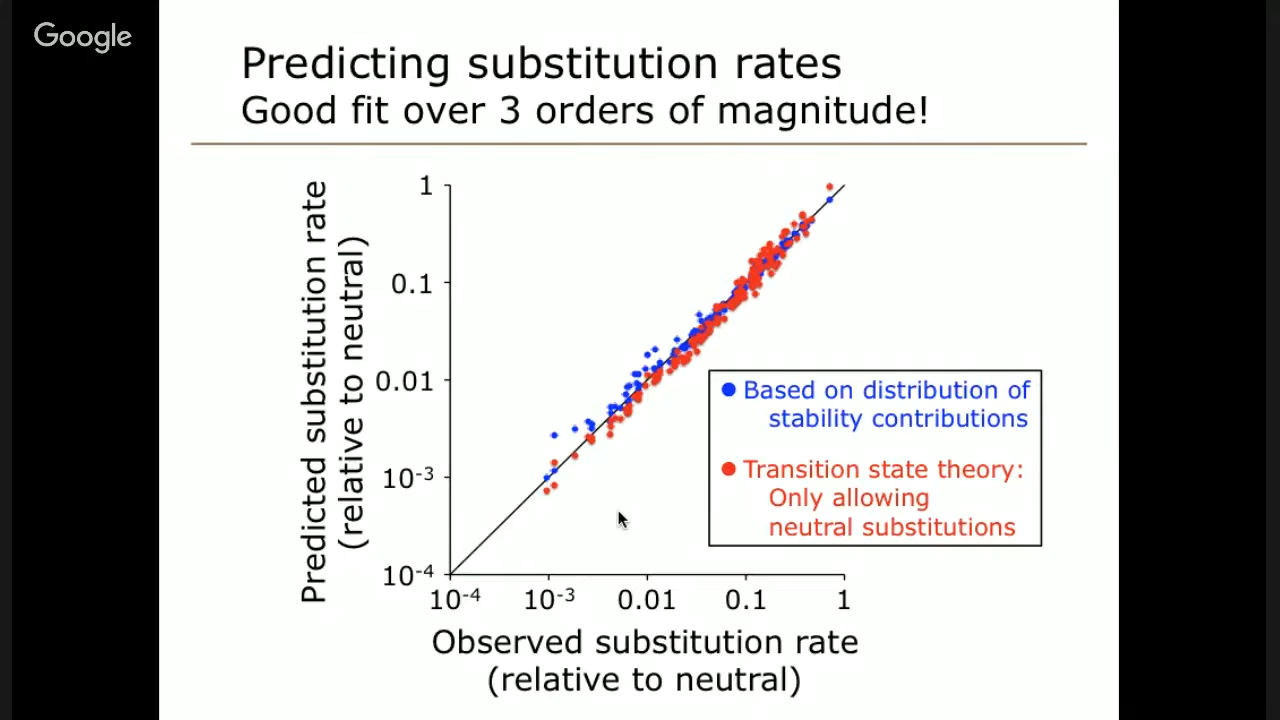 Google
Predicting substitution rates
Good fit over 3 orders of magnitude!
Predicted substitution rate
(relative to neutral)
1
0.1
0.01
10-3
10-4
10-4 10-3 0.01 0.1 1
Observed substitution rate
(relative to neutral)
Based on distribution of
stability contributions
Transition state theory:
Only allowing
neutral substitutions